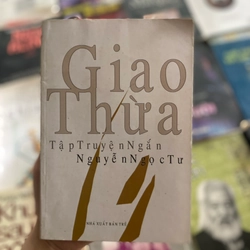 Giao
Thừa
Tập Truyện Ngắn
Nguyễn Ngọc Tư
NHÀ XUẤT BẢN TRẺ